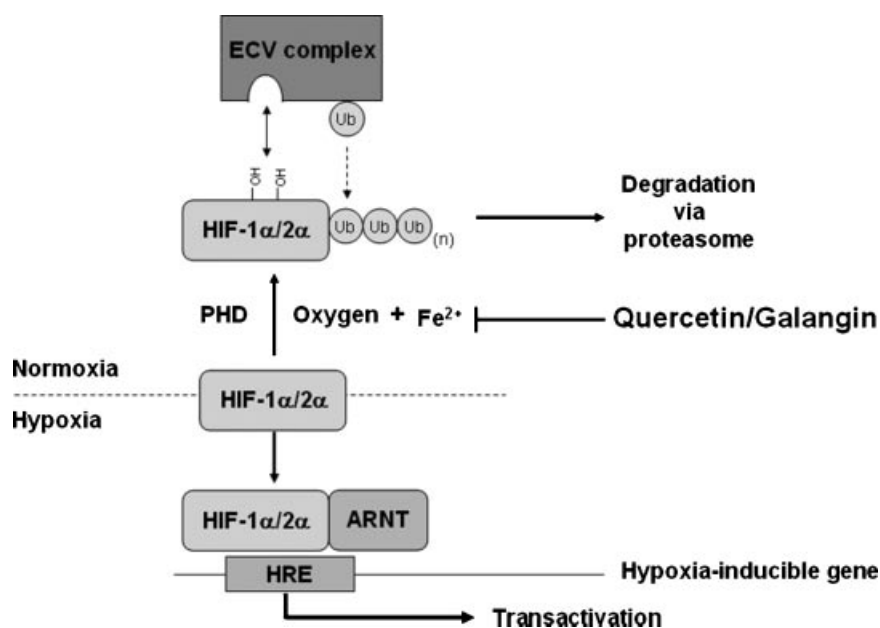 ECV complex
Ub
OH OH
HIF-1α/2α Ub Ub Ub (n)
Degradation
via
proteasome
PHD Oxygen + Fe²⁺ Quercetin/Galangin
Normoxia
HIF-1α/2α
Hypoxia
HIF-1α/2α ARNT
HRE
Hypoxia-inducible gene
Transactivation